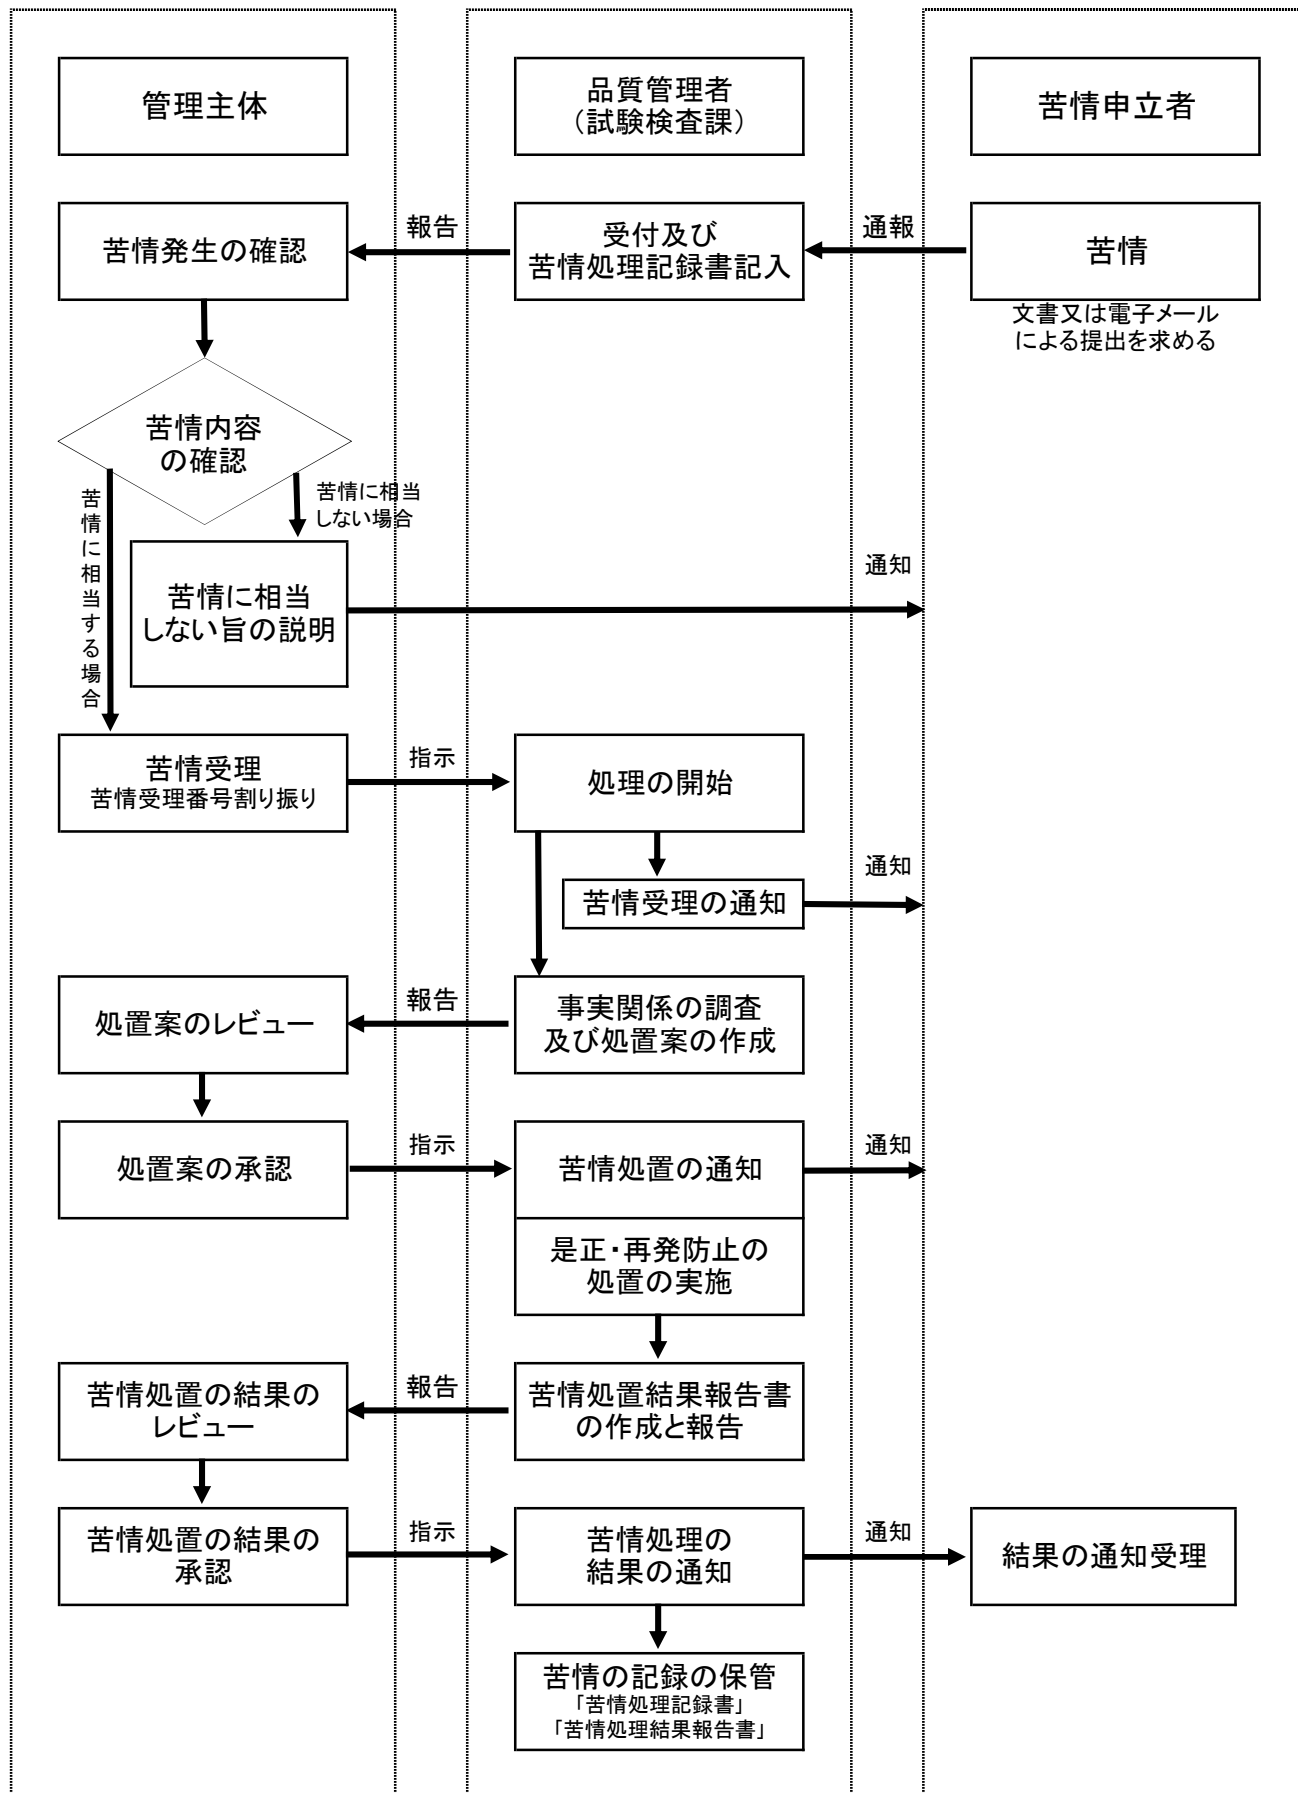 管理主体
品質管理者
（試験検査課）
苦情申立者
苦情発生の確認
報告
受付及び
苦情処理記録書記入
通報
苦情
文書又は電子メール
による提出を求める
苦情内容
の確認
苦情に相当する場合
苦情に相当
しない場合
苦情に相当
しない旨の説明
通知
苦情受理
苦情受理番号割り振り
指示
処理の開始
苦情受理の通知
通知
処置案のレビュー
報告
事実関係の調査
及び処置案の作成
処置案の承認
指示
苦情処置の通知
通知
是正・再発防止の
処置の実施
苦情処置の結果の
レビュー
報告
苦情処置結果報告書
の作成と報告
苦情処置の結果の
承認
指示
苦情処理の
結果の通知
通知
結果の通知受理
苦情の記録の保管
「苦情処理記録書」
「苦情処理結果報告書」